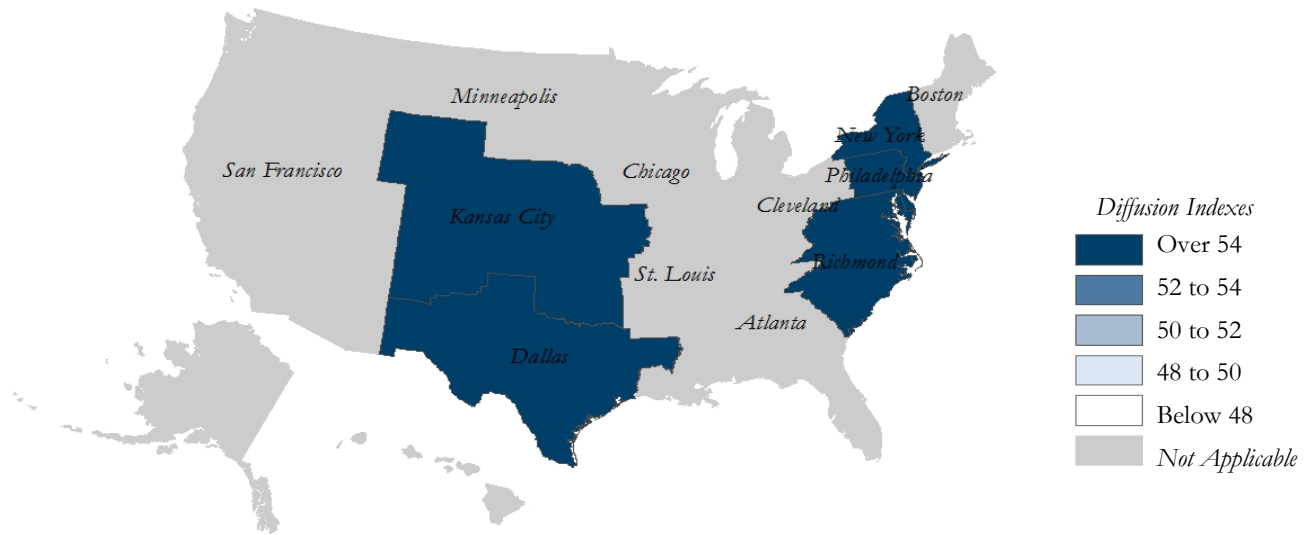 Minneapolis
Boston
New York
San Francisco
Chicago
Philadelphia
Cleveland
Kansas City
Richmond
St. Louis
Atlanta
Dallas
Diffusion Indexes
Over 54
52 to 54
50 to 52
48 to 50
Below 48
Not Applicable